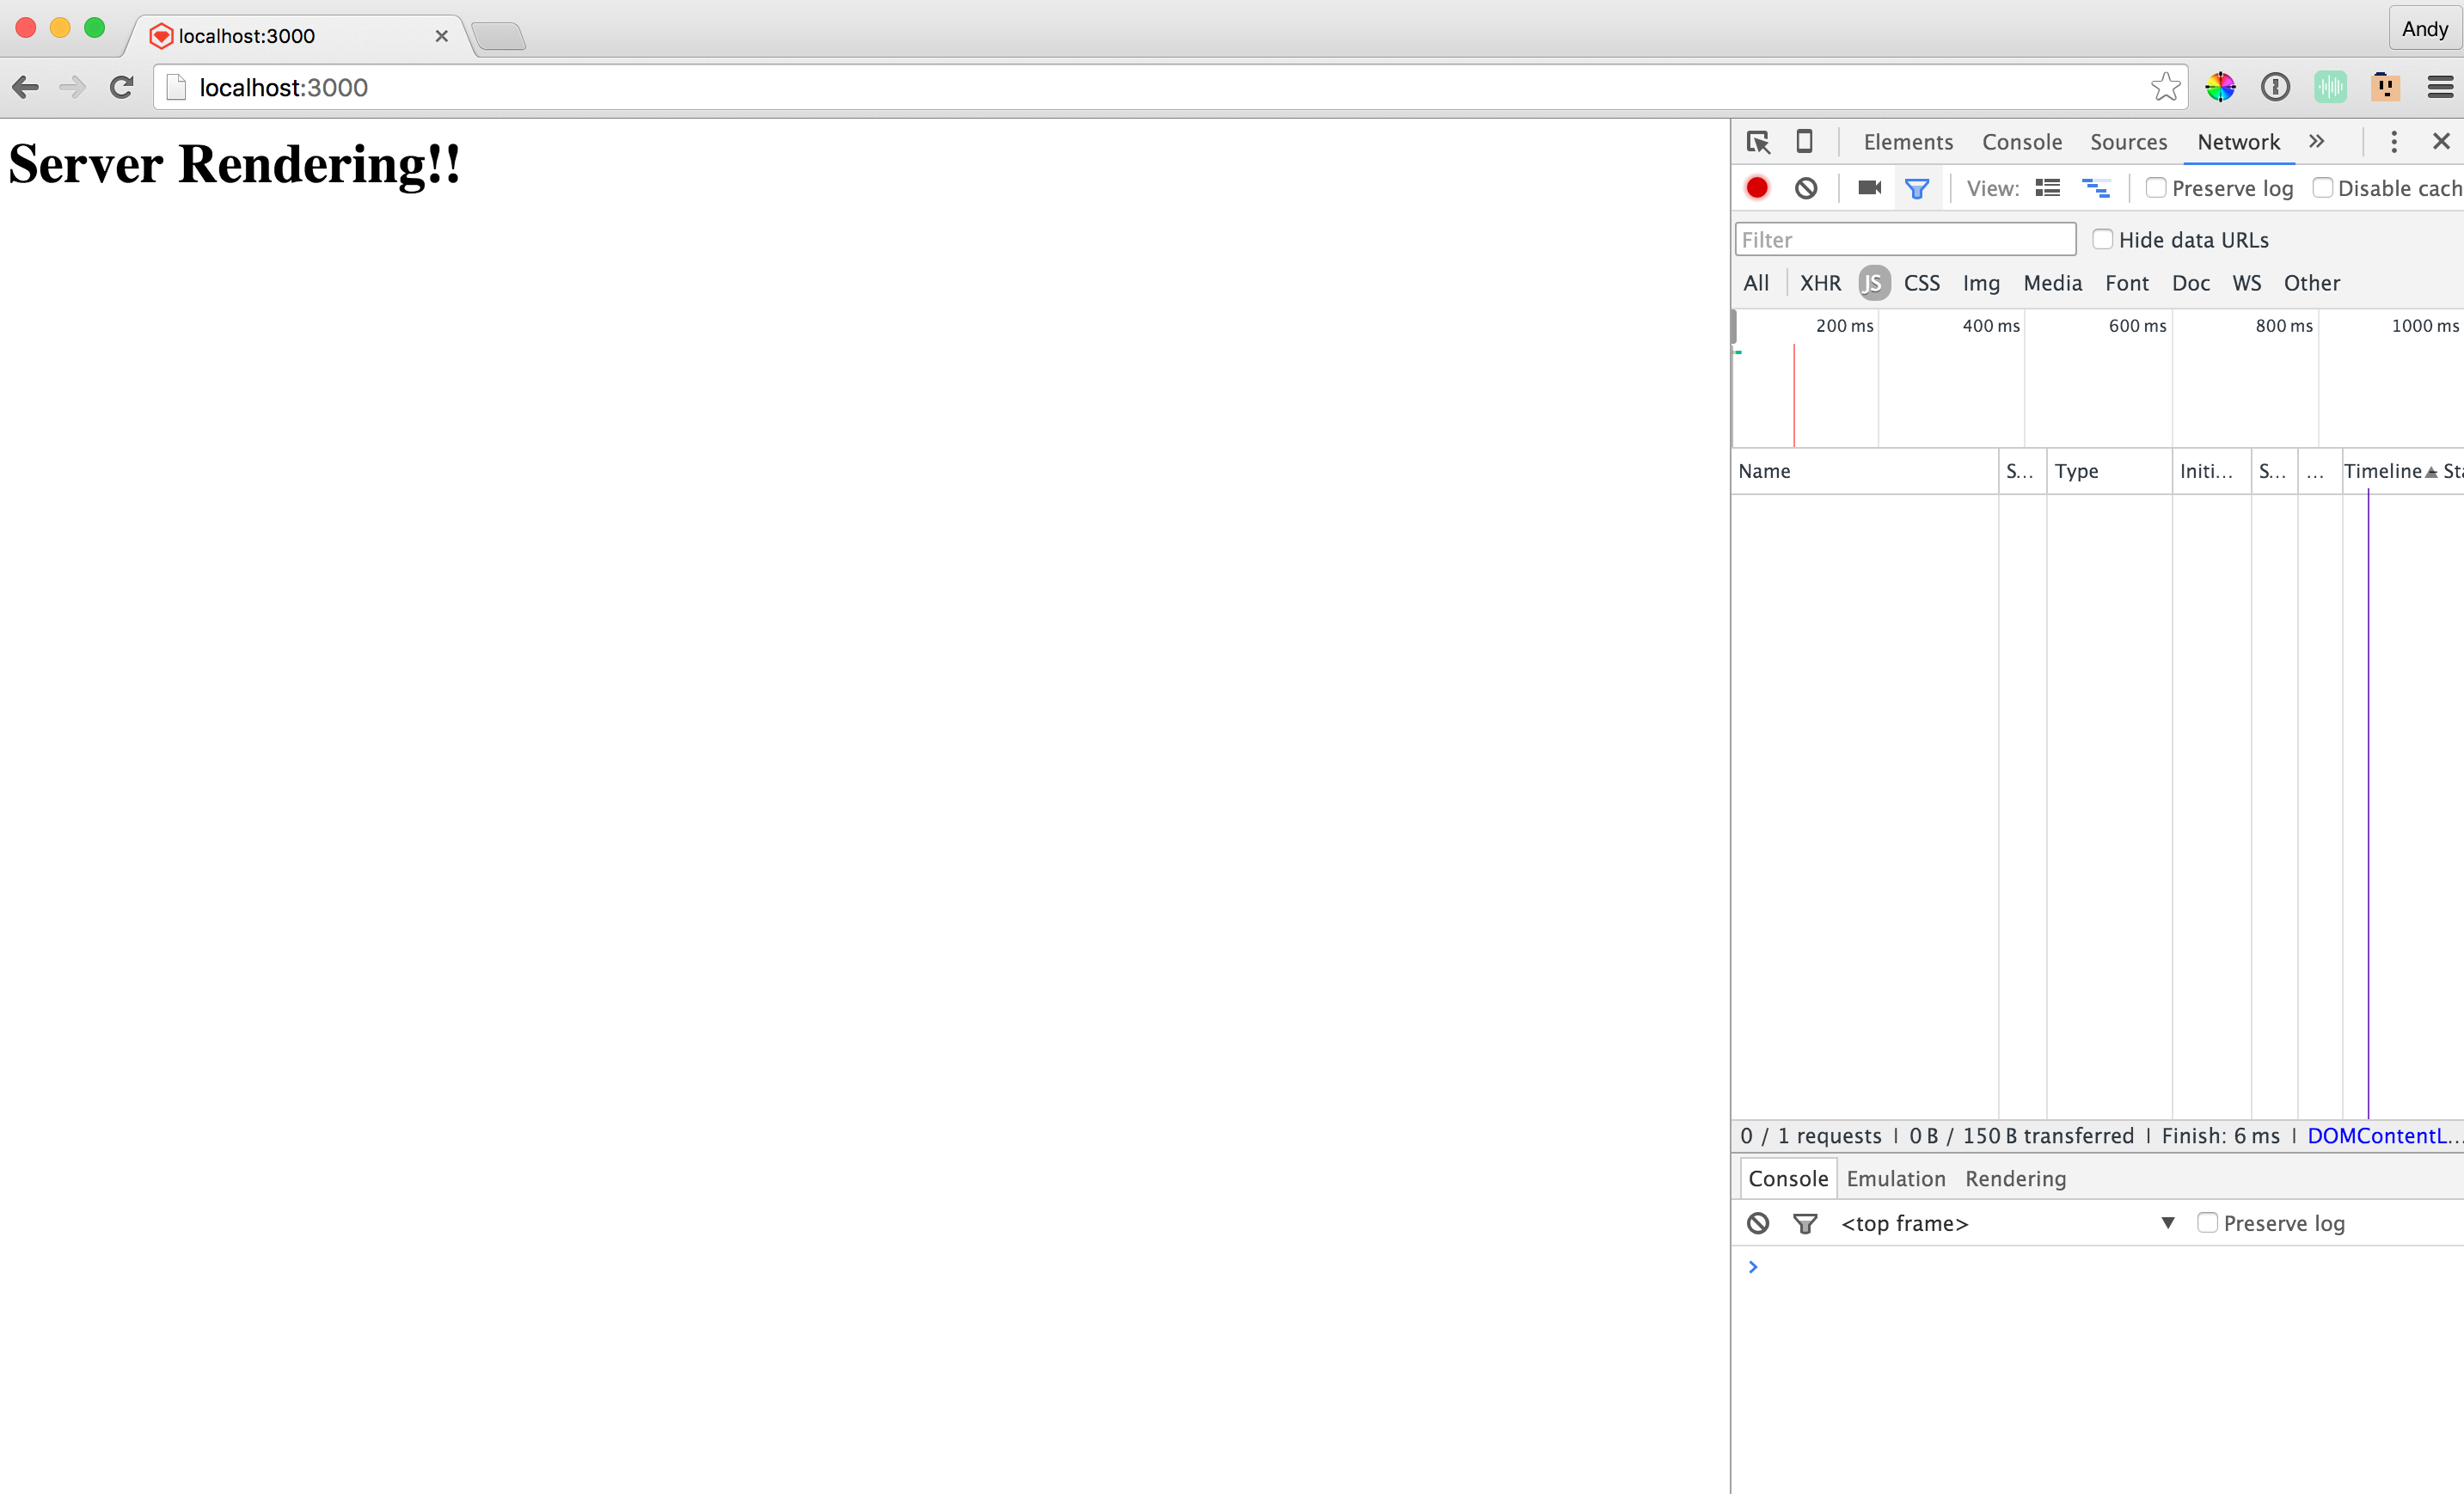 localhost:3000
Andy
localhost:3000
Server Rendering!!
Elements Console Sources Network
View: Preserve log Disable cach
Filter Hide data URLs
All XHR JS CSS Img Media Font Doc WS Other
200 ms 400 ms 600 ms 800 ms 1000 ms
Name S... Type Initi... S... ... Timeline Sta
0 / 1 requests | 0 B / 150 B transferred | Finish: 6 ms | DOMContentL...
Console Emulation Rendering
<top frame> Preserve log